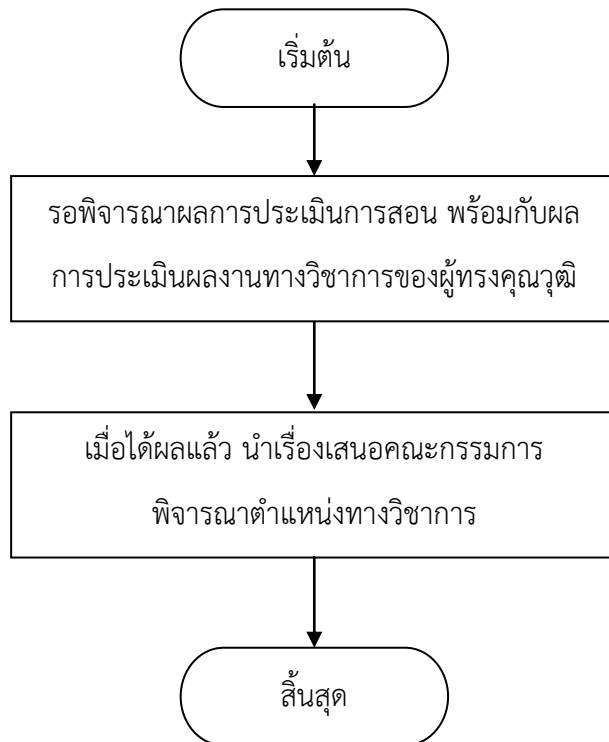 เริ่มต้น
รอพิจารณาผลการประเมินการสอน พร้อมกับผล
การประเมินผลงานทางวิชาการของผู้ทรงคุณวุฒิ
เมื่อได้ผลแล้ว นำเรื่องเสนอคณะกรรมการ
พิจารณาตำแหน่งทางวิชาการ
สิ้นสุด